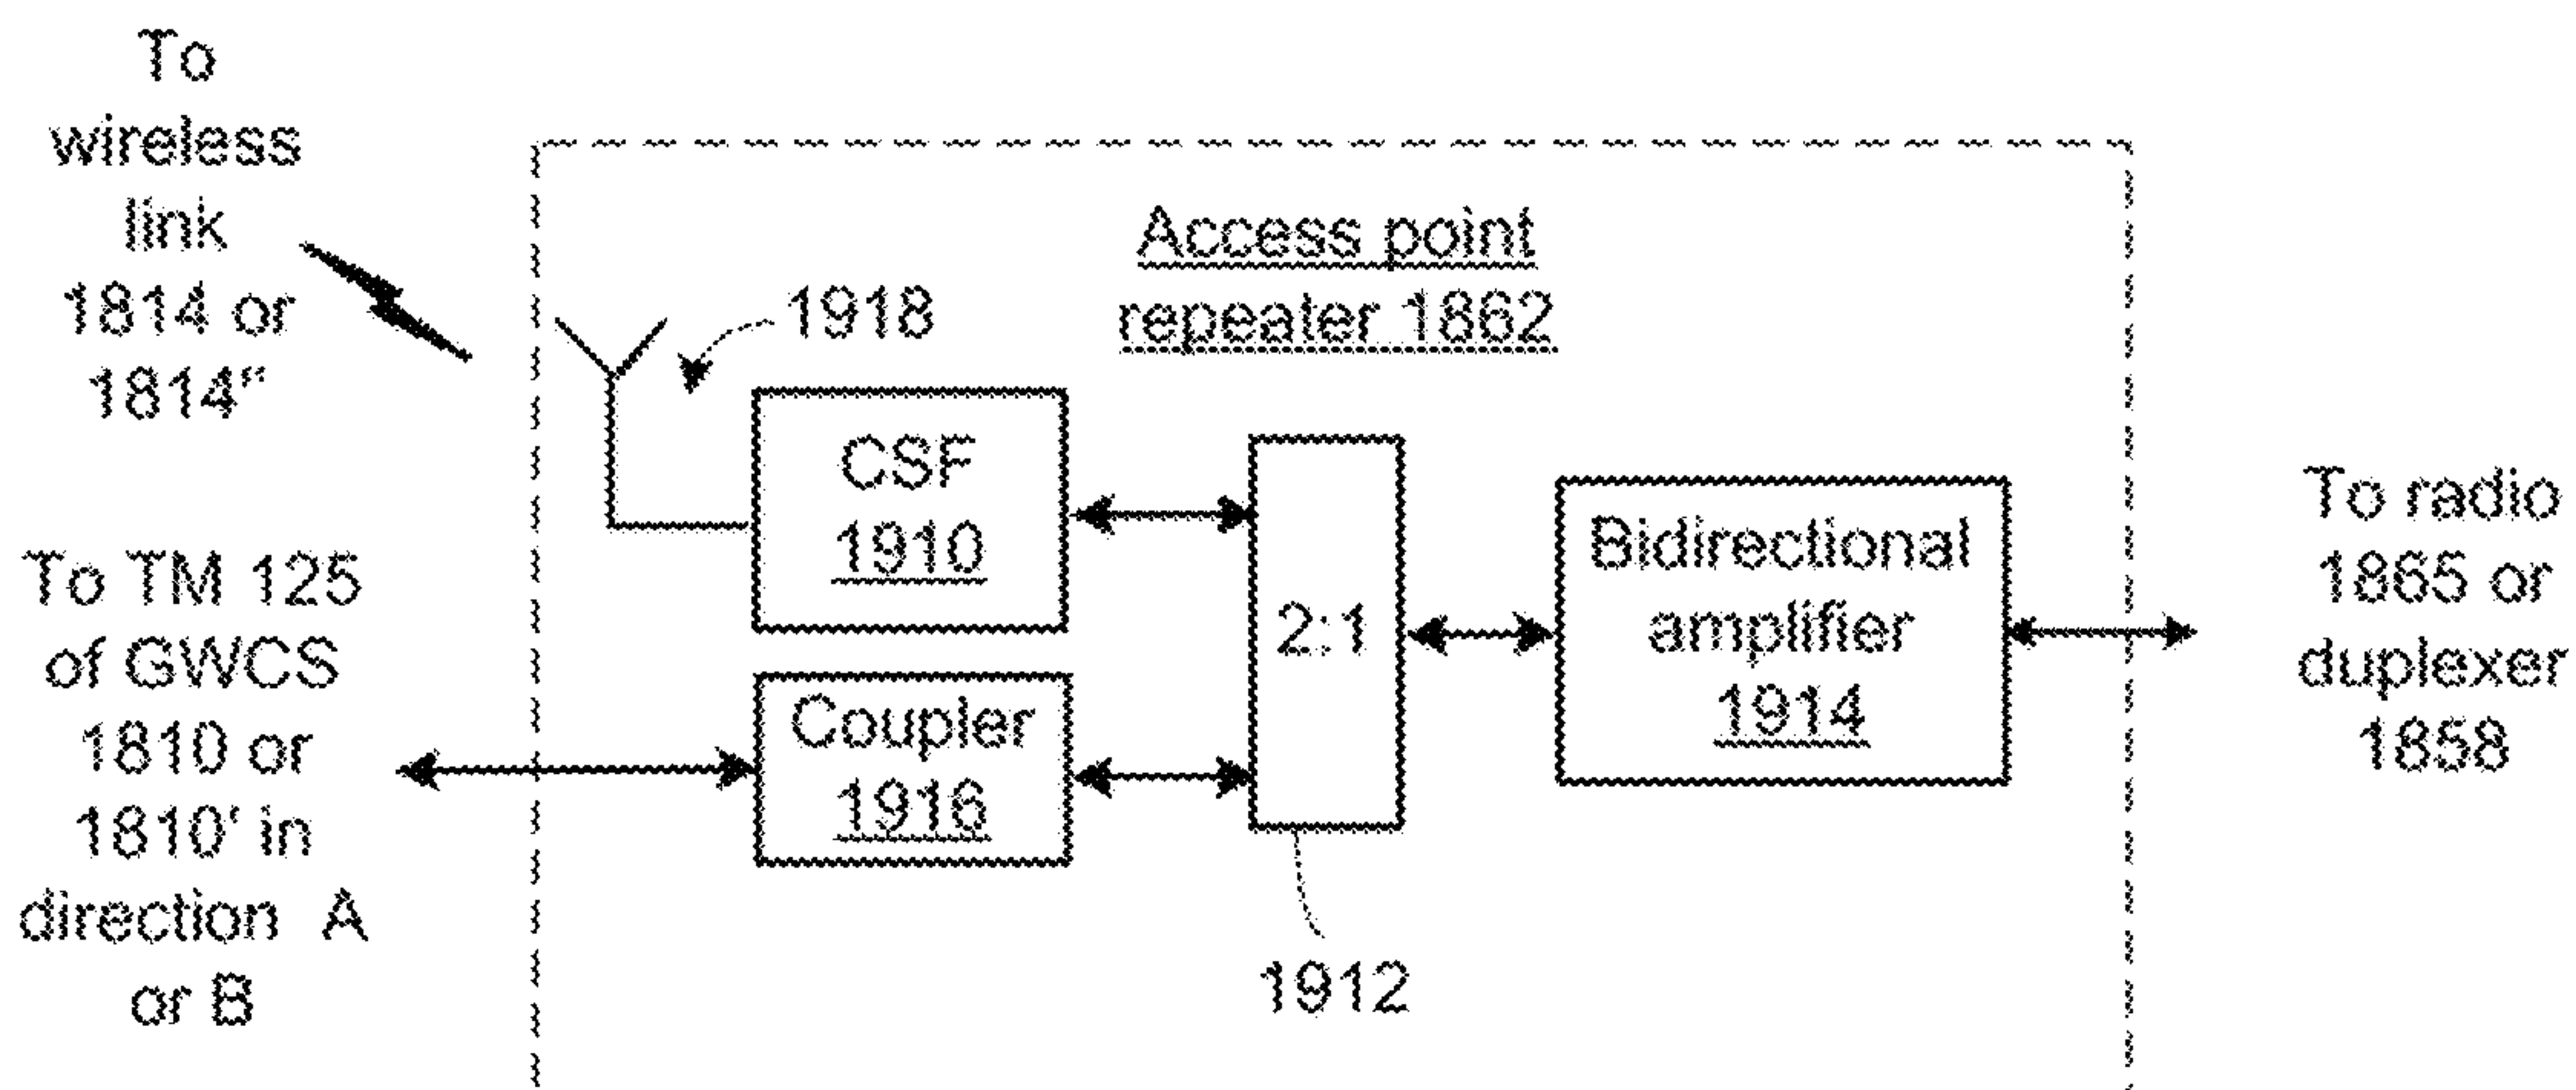 To
wireless
link
1814 or
1814"
Access point
repeater 1862
1918
CSF
1910
2:1
Bidirectional
amplifier
1914
To radio
1865 or
duplexer
1858
To TM 125
of GWCS
1810 or
1810' in
direction A
or B
Coupler
1916
1912